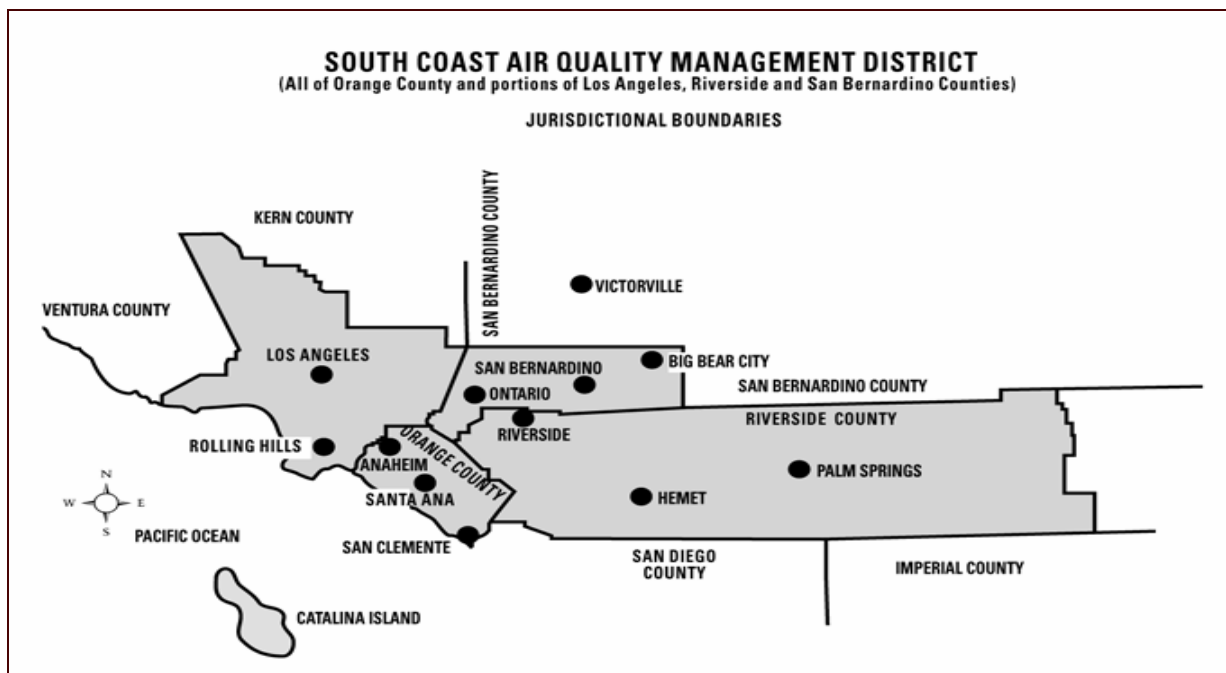 SOUTH COAST AIR QUALITY MANAGEMENT DISTRICT
(All of Orange County and portions of Los Angeles, Riverside and San Bernardino Counties)
JURISDICTIONAL BOUNDARIES
KERN COUNTY
SAN BERNARDINO COUNTY
VICTORVILLE
VENTURA COUNTY
LOS ANGELES
SAN BERNARDINO
BIG BEAR CITY
ONTARIO
SAN BERNARDINO COUNTY
RIVERSIDE COUNTY
RIVERSIDE
ROLLING HILLS
ORANGE COUNTY
ANAHEIM
PALM SPRINGS
SANTA ANA
HEMET
N
W
E
S
PACIFIC OCEAN
SAN CLEMENTE
SAN DIEGO
COUNTY
IMPERIAL COUNTY
CATALINA ISLAND